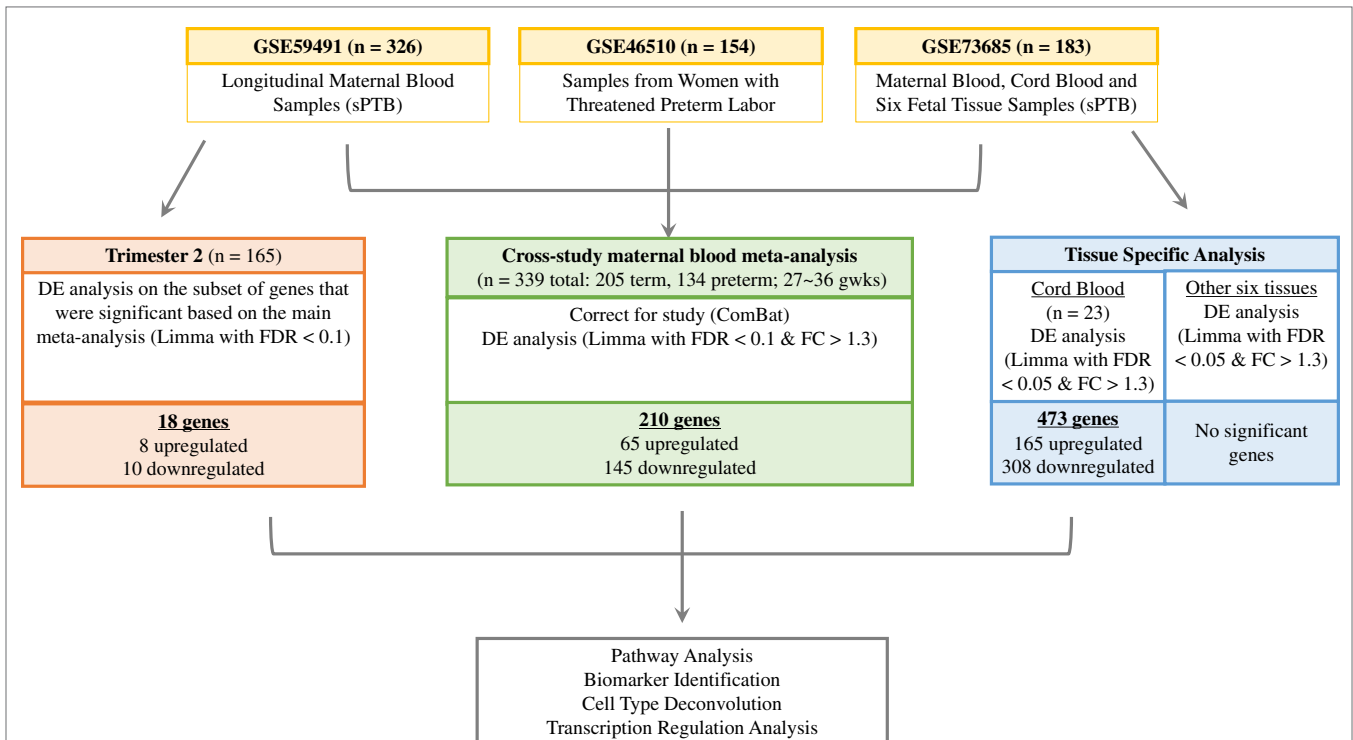 GSE59491 (n = 326)
Longitudinal Maternal Blood
Samples (sPTB)
GSE46510 (n = 154)
Samples from Women with
Threatened Preterm Labor
GSE73685 (n = 183)
Maternal Blood, Cord Blood and
Six Fetal Tissue Samples (sPTB)
Trimester 2 (n = 165)
DE analysis on the subset of genes that
were significant based on the main
meta-analysis (Limma with FDR < 0.1)
18 genes
8 upregulated
10 downregulated
Cross-study maternal blood meta-analysis
(n = 339 total: 205 term, 134 preterm; 27~36 gwks)
Correct for study (ComBat)
DE analysis (Limma with FDR < 0.1 & FC > 1.3)
210 genes
65 upregulated
145 downregulated
Tissue Specific Analysis
Cord Blood
(n = 23)
DE analysis
(Limma with FDR
< 0.05 & FC > 1.3)
473 genes
165 upregulated
308 downregulated
Other six tissues
DE analysis
(Limma with FDR
< 0.05 & FC > 1.3)
No significant
genes
Pathway Analysis
Biomarker Identification
Cell Type Deconvolution
Transcription Regulation Analysis